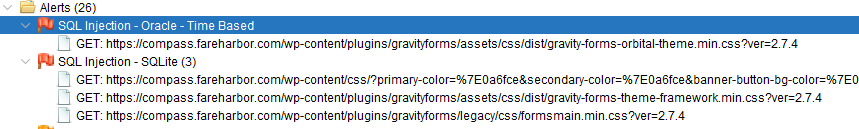 Alerts (26)
SQL Injection - Oracle - Time Based
GET: https://compass.fareharbor.com/wp-content/plugins/gravityforms/assets/css/dist/gravity-forms-orbital-theme.min.css?ver=2.7.4
SQL Injection - SQLite (3)
GET: https://compass.fareharbor.com/wp-content/css/?primary-color=%7E0a6fce&secondary-color=%7E0a6fce&banner-button-bg-color=%7E0
GET: https://compass.fareharbor.com/wp-content/plugins/gravityforms/assets/css/dist/gravity-forms-theme-framework.min.css?ver=2.7.4
GET: https://compass.fareharbor.com/wp-content/plugins/gravityforms/legacy/css/formsmain.min.css?ver=2.7.4